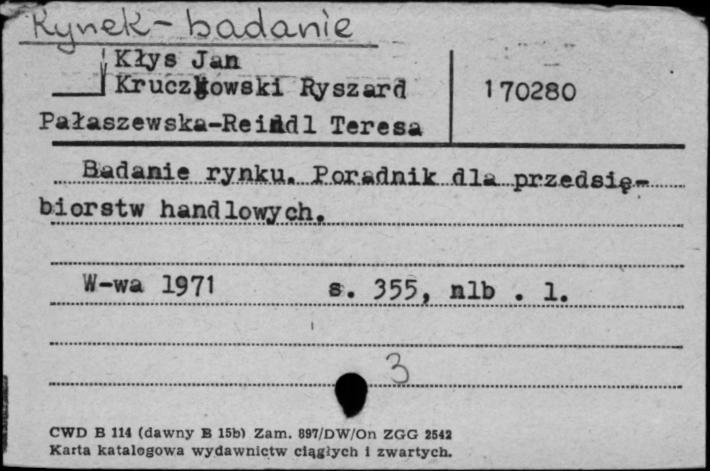 Rynek - badanie
Kłys Jan
Kruczkowski Ryszard
170280
Pałaszewska-Reindl Teresa
Badanie rynku. Poradnik dla przedsię-
biorstw handlowych.
W-wa 1971 s. 355, nlb . 1.
3
CWD B 114 (dawny B 15b) Zam. 897/DW/On ZGG 2542
Karta katalogowa wydawnictw ciągłych i zwartych.